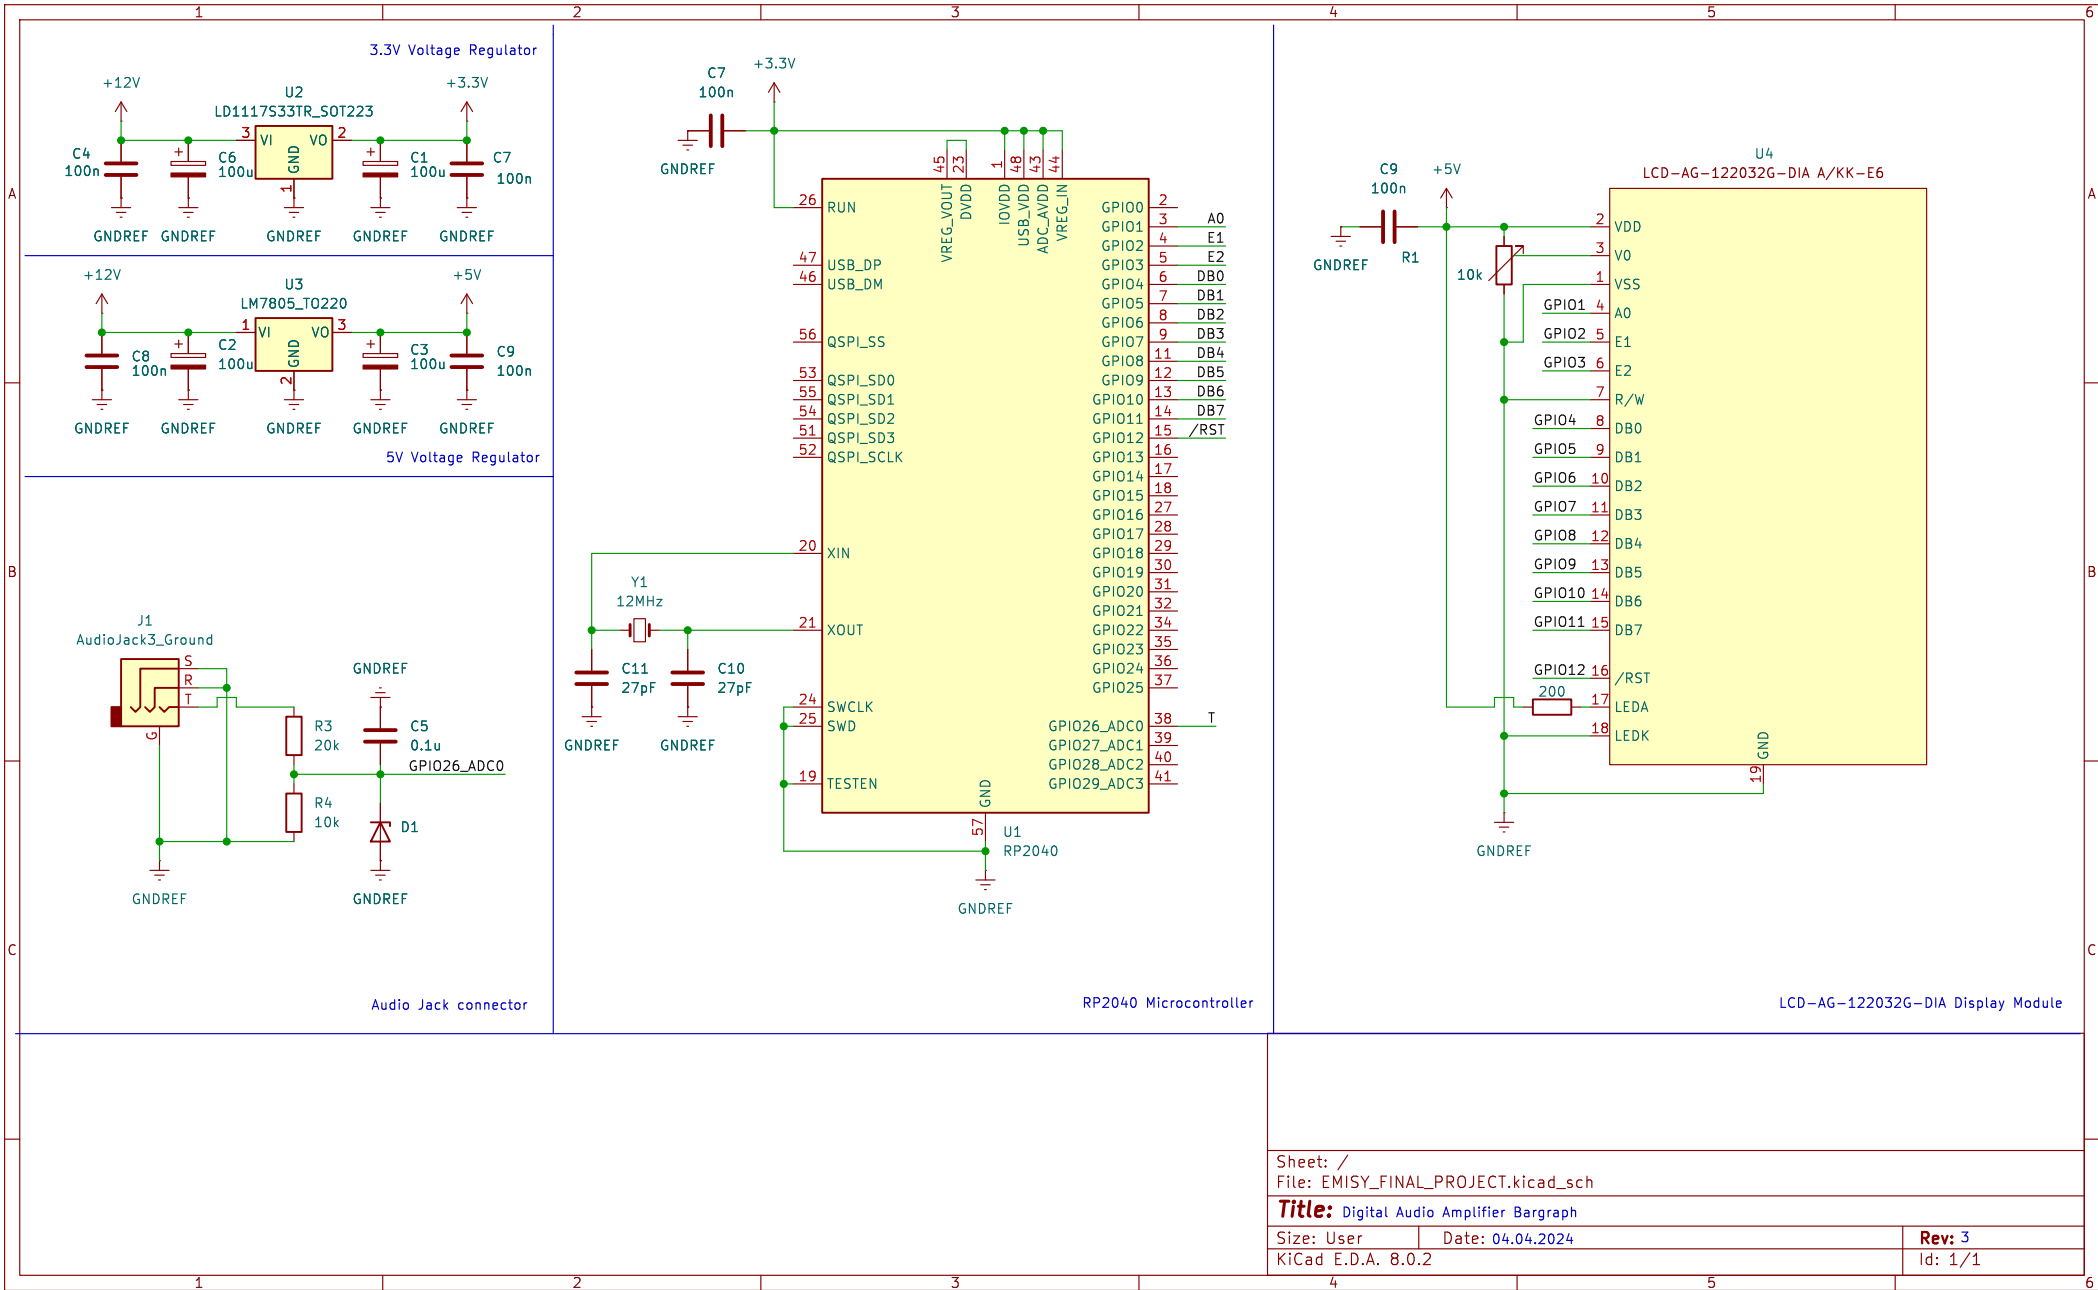 1 2 3 4 5 6
A
B
C
A
B
C
3.3V Voltage Regulator
+12V
U2
LD1117S33TR_SOT223
+3.3V
3 VI VO 2
GND
1
C4
100n
C6
100u
C1
100u
C7
100n
GNDREF GNDREF GNDREF GNDREF GNDREF
+12V
U3
LM7805_TO220
+5V
1 VI VO 3
GND
2
C8
100n
C2
100u
C3
100u
C9
100n
GNDREF GNDREF GNDREF GNDREF GNDREF
5V Voltage Regulator
J1
AudioJack3_Ground
S
R
T
G
GNDREF
R3
20k
C5
0.1u
GPIO26_ADC0
R4
10k
D1
GNDREF
GNDREF
Audio Jack connector
C7
100n
+3.3V
GNDREF
45 VREG_VOUT
23 DVDD
1 IOVDD
48 USB_VDD
43 ADC_AVDD
44 VREG_IN
26 RUN
47 USB_DP
46 USB_DM
56 QSPI_SS
53 QSPI_SD0
55 QSPI_SD1
54 QSPI_SD2
51 QSPI_SD3
52 QSPI_SCLK
20 XIN
Y1
12MHz
21 XOUT
C11
27pF
C10
27pF
GNDREF GNDREF
24 SWCLK
25 SWD
19 TESTEN
GPIO0 2
GPIO1 3 A0
GPIO2 4 E1
GPIO3 5 E2
GPIO4 6 DB0
GPIO5 7 DB1
GPIO6 8 DB2
GPIO7 9 DB3
GPIO8 11 DB4
GPIO9 12 DB5
GPIO10 13 DB6
GPIO11 14 DB7
GPIO12 15 /RST
GPIO13 16
GPIO14 17
GPIO15 18
GPIO16 27
GPIO17 28
GPIO18 29
GPIO19 30
GPIO20 31
GPIO21 32
GPIO22 34
GPIO23 35
GPIO24 36
GPIO25 37
GPIO26_ADC0 38 T
GPIO27_ADC1 39
GPIO28_ADC2 40
GPIO29_ADC3 41
GND
57
U1
RP2040
GNDREF
RP2040 Microcontroller
U4
LCD-AG-122032G-DIA A/KK-E6
C9
100n
+5V
GNDREF
R1
10k
2 VDD
3 V0
1 VSS
GPIO1 4 A0
GPIO2 5 E1
GPIO3 6 E2
7 R/W
GPIO4 8 DB0
GPIO5 9 DB1
GPIO6 10 DB2
GPIO7 11 DB3
GPIO8 12 DB4
GPIO9 13 DB5
GPIO10 14 DB6
GPIO11 15 DB7
GPIO12 16 /RST
200 17 LEDA
18 LEDK
GND
19
GNDREF
LCD-AG-122032G-DIA Display Module
Sheet: /
File: EMISY_FINAL_PROJECT.kicad_sch
Title: Digital Audio Amplifier Bargraph
Size: User Date: 04.04.2024 Rev: 3
KiCad E.D.A. 8.0.2 Id: 1/1
1 2 3 4 5 6